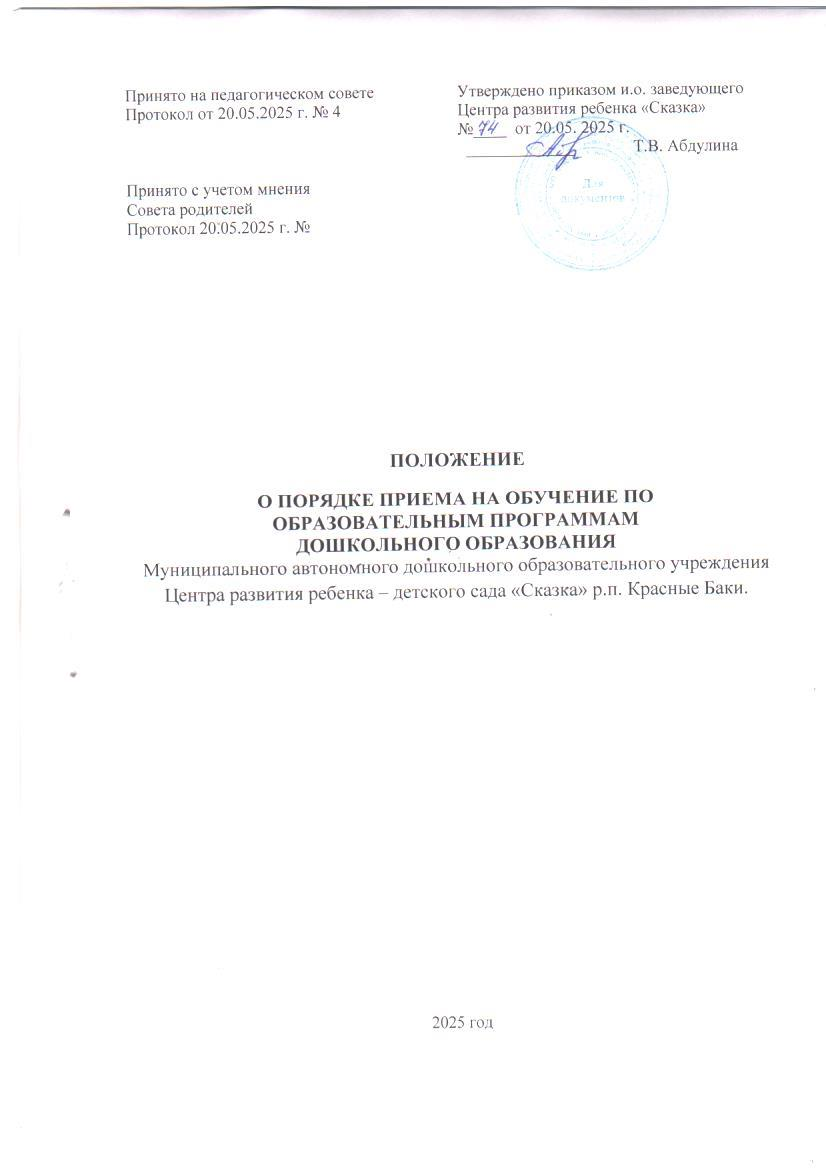 Принято на педагогическом совете
Протокол от 20.05.2025 г. № 4
Утверждено приказом и.о. заведующего
Центра развития ребенка «Сказка»
№ 74 от 20.05. 2025 г.
Т.В. Абдулина
Для
документов
Принято с учетом мнения
Совета родителей
Протокол 20.05.2025 г. №
ПОЛОЖЕНИЕ
О ПОРЯДКЕ ПРИЕМА НА ОБУЧЕНИЕ ПО
ОБРАЗОВАТЕЛЬНЫМ ПРОГРАММАМ
ДОШКОЛЬНОГО ОБРАЗОВАНИЯ
Муниципального автономного дошкольного образовательного учреждения
Центра развития ребенка – детского сада «Сказка» р.п. Красные Баки.
2025 год